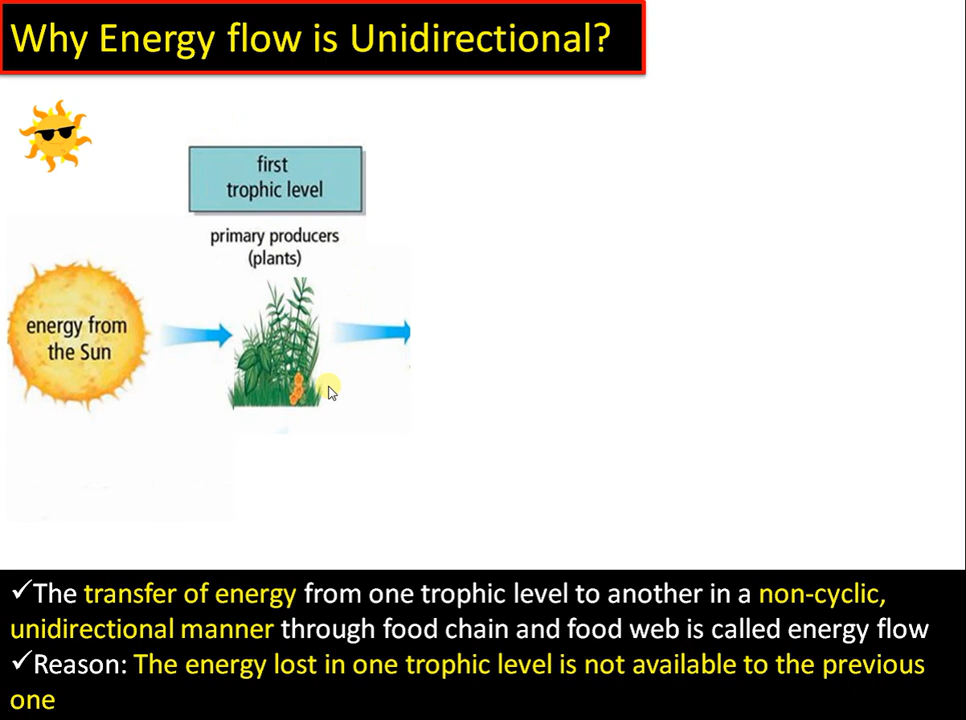 Why Energy flow is Unidirectional?
first
trophic level
primary producers
(plants)
energy from
the Sun
✓The transfer of energy from one trophic level to another in a non-cyclic,
unidirectional manner through food chain and food web is called energy flow
✓Reason: The energy lost in one trophic level is not available to the previous
one